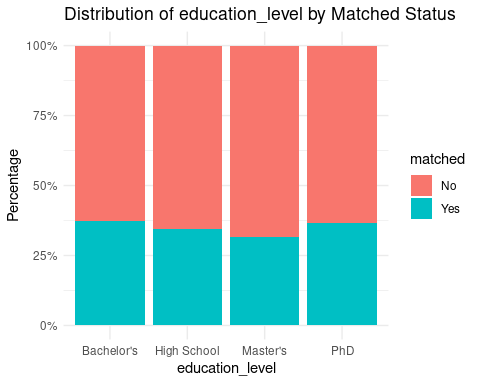 Distribution of education_level by Matched Status
100%
75%
50%
25%
0%
Percentage
Bachelor's High School Master's PhD
education_level
matched
No
Yes